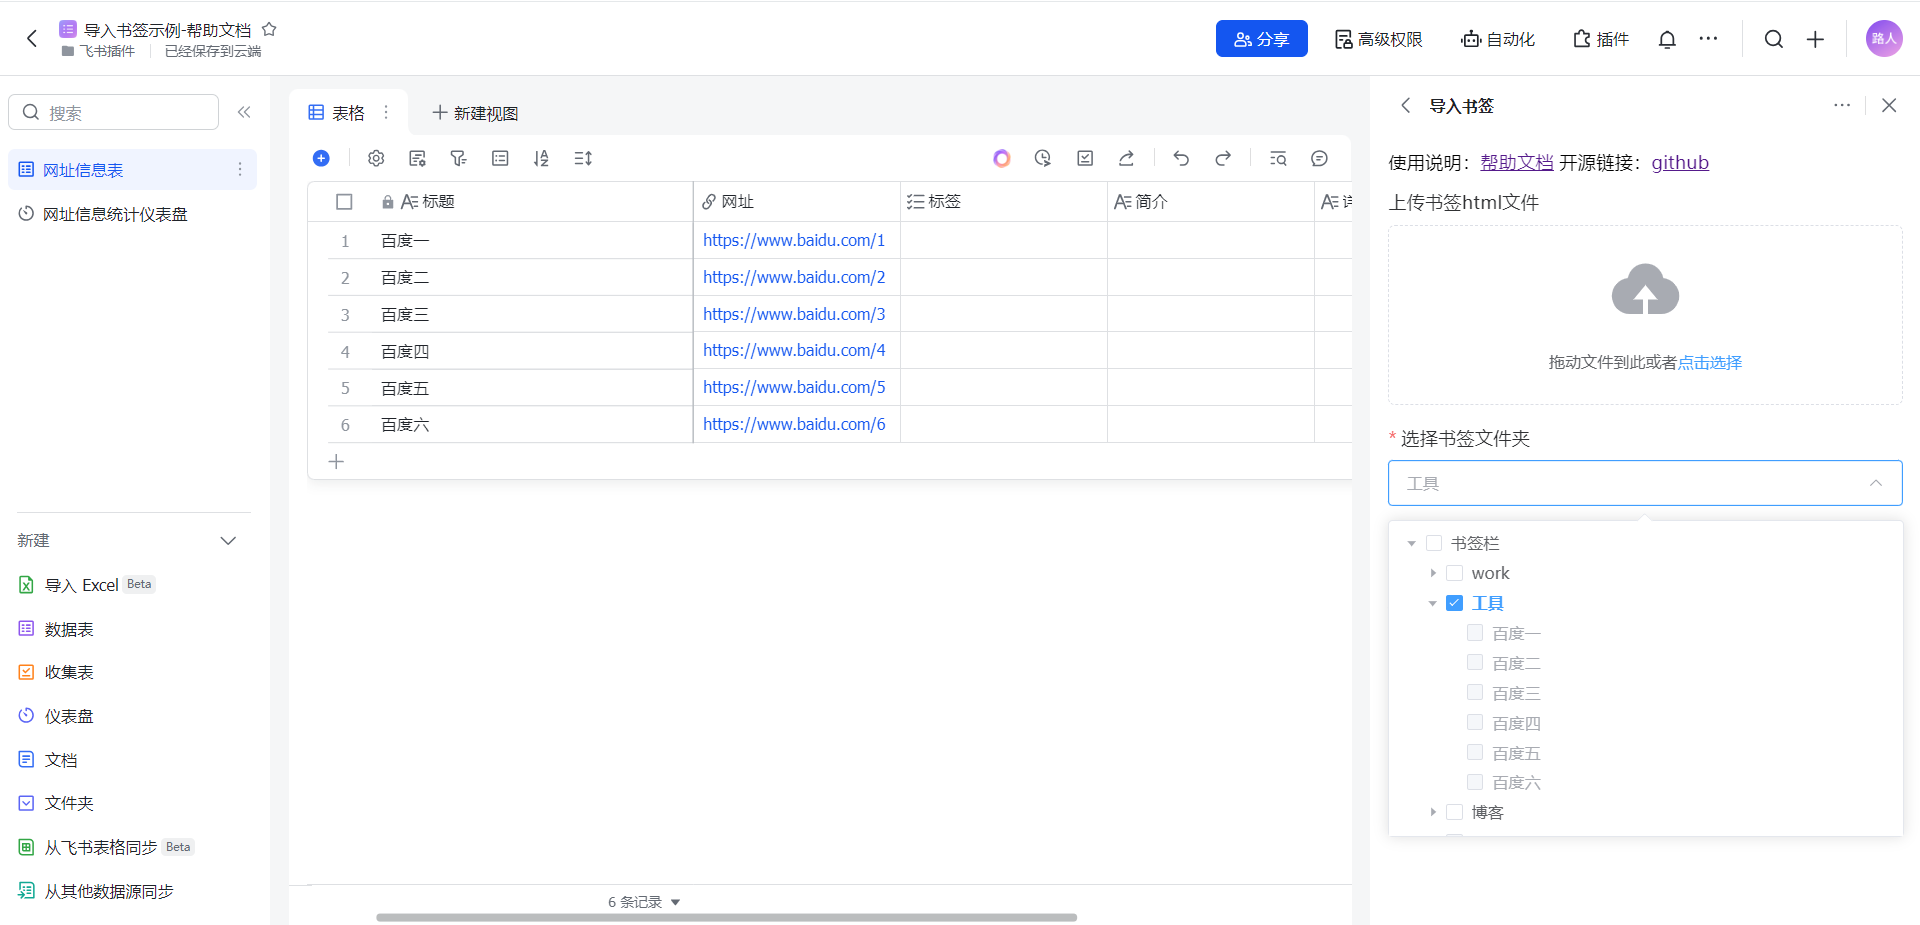 导入书签示例-帮助文档
飞书插件 已经保存到云端
分享 高级权限 自动化 插件 路人
搜索
网址信息表
网址信息统计仪表盘
新建
导入 Excel Beta
数据表
收集表
仪表盘
文档
文件夹
从飞书表格同步 Beta
从其他数据源同步
表格 新建视图
标题 网址 标签 简介
1 百度一 https://www.baidu.com/1
2 百度二 https://www.baidu.com/2
3 百度三 https://www.baidu.com/3
4 百度四 https://www.baidu.com/4
5 百度五 https://www.baidu.com/5
6 百度六 https://www.baidu.com/6
6 条记录
导入书签
使用说明：帮助文档 开源链接：github
上传书签html文件
拖动文件到此或者点击选择
* 选择书签文件夹
工具
书签栏
work
工具
百度一
百度二
百度三
百度四
百度五
百度六
博客